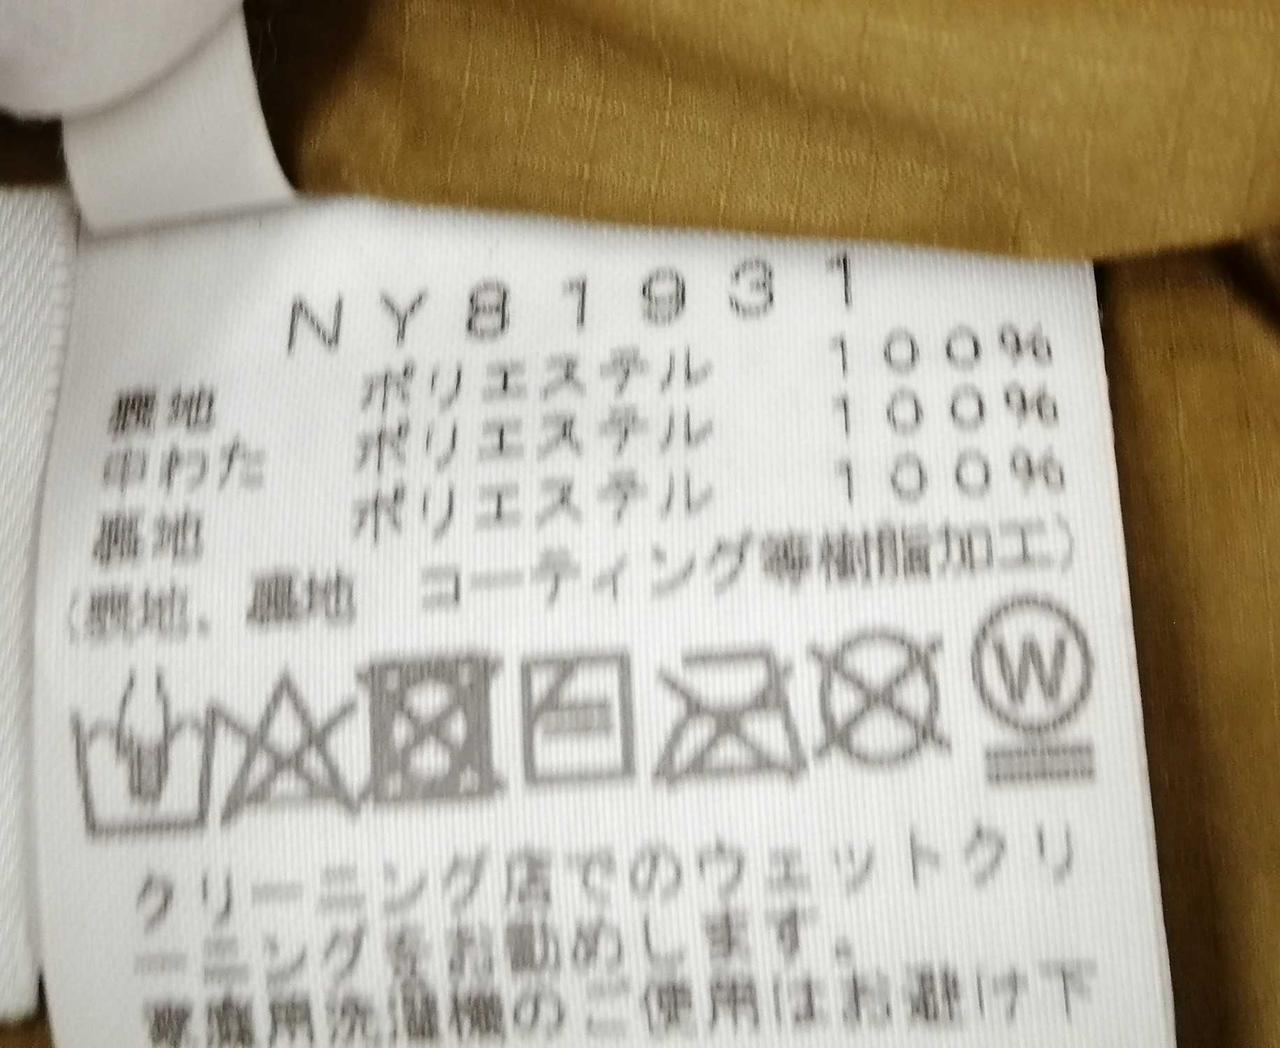 NY81931
表地 ポリエステル 100%
中わた ポリエステル 100%
裏地 ポリエステル 100%
(表地、裏地 コーティング等樹脂加工)
W
クリーニング店でのウェットクリ
ーニングをお勧めします。
家庭用洗濯機のご使用はお避け下